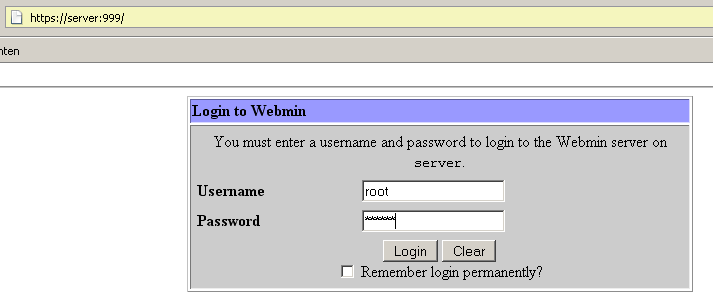 https://server:999/
nten
Login to Webmin
You must enter a username and password to login to the Webmin server on
server.
Username root
Password *******
Login Clear
Remember login permanently?